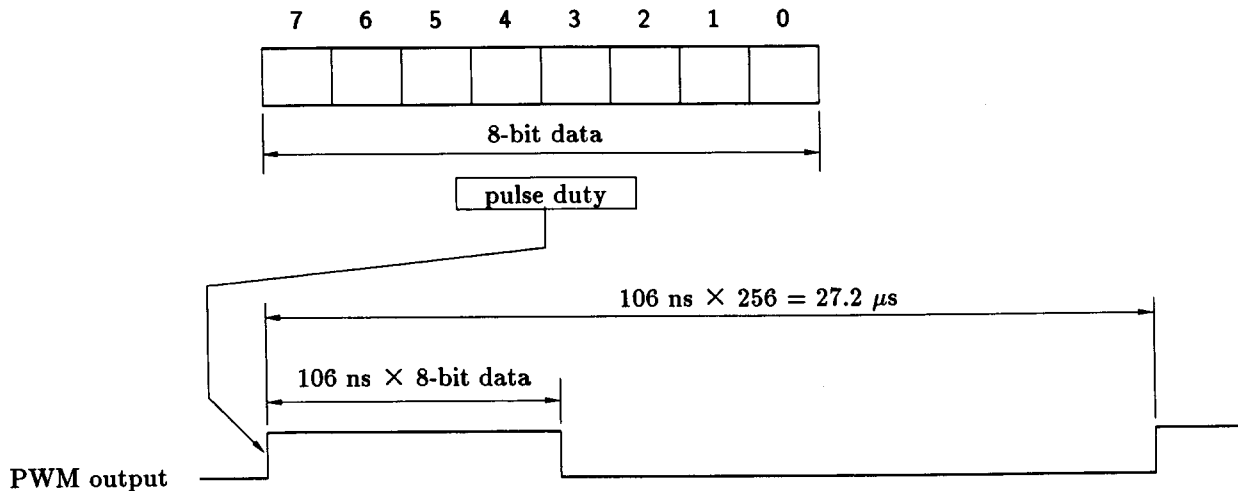 7 6 5 4 3 2 1 0
8-bit data
pulse duty
106 ns × 256 = 27.2 μs
106 ns × 8-bit data
PWM output